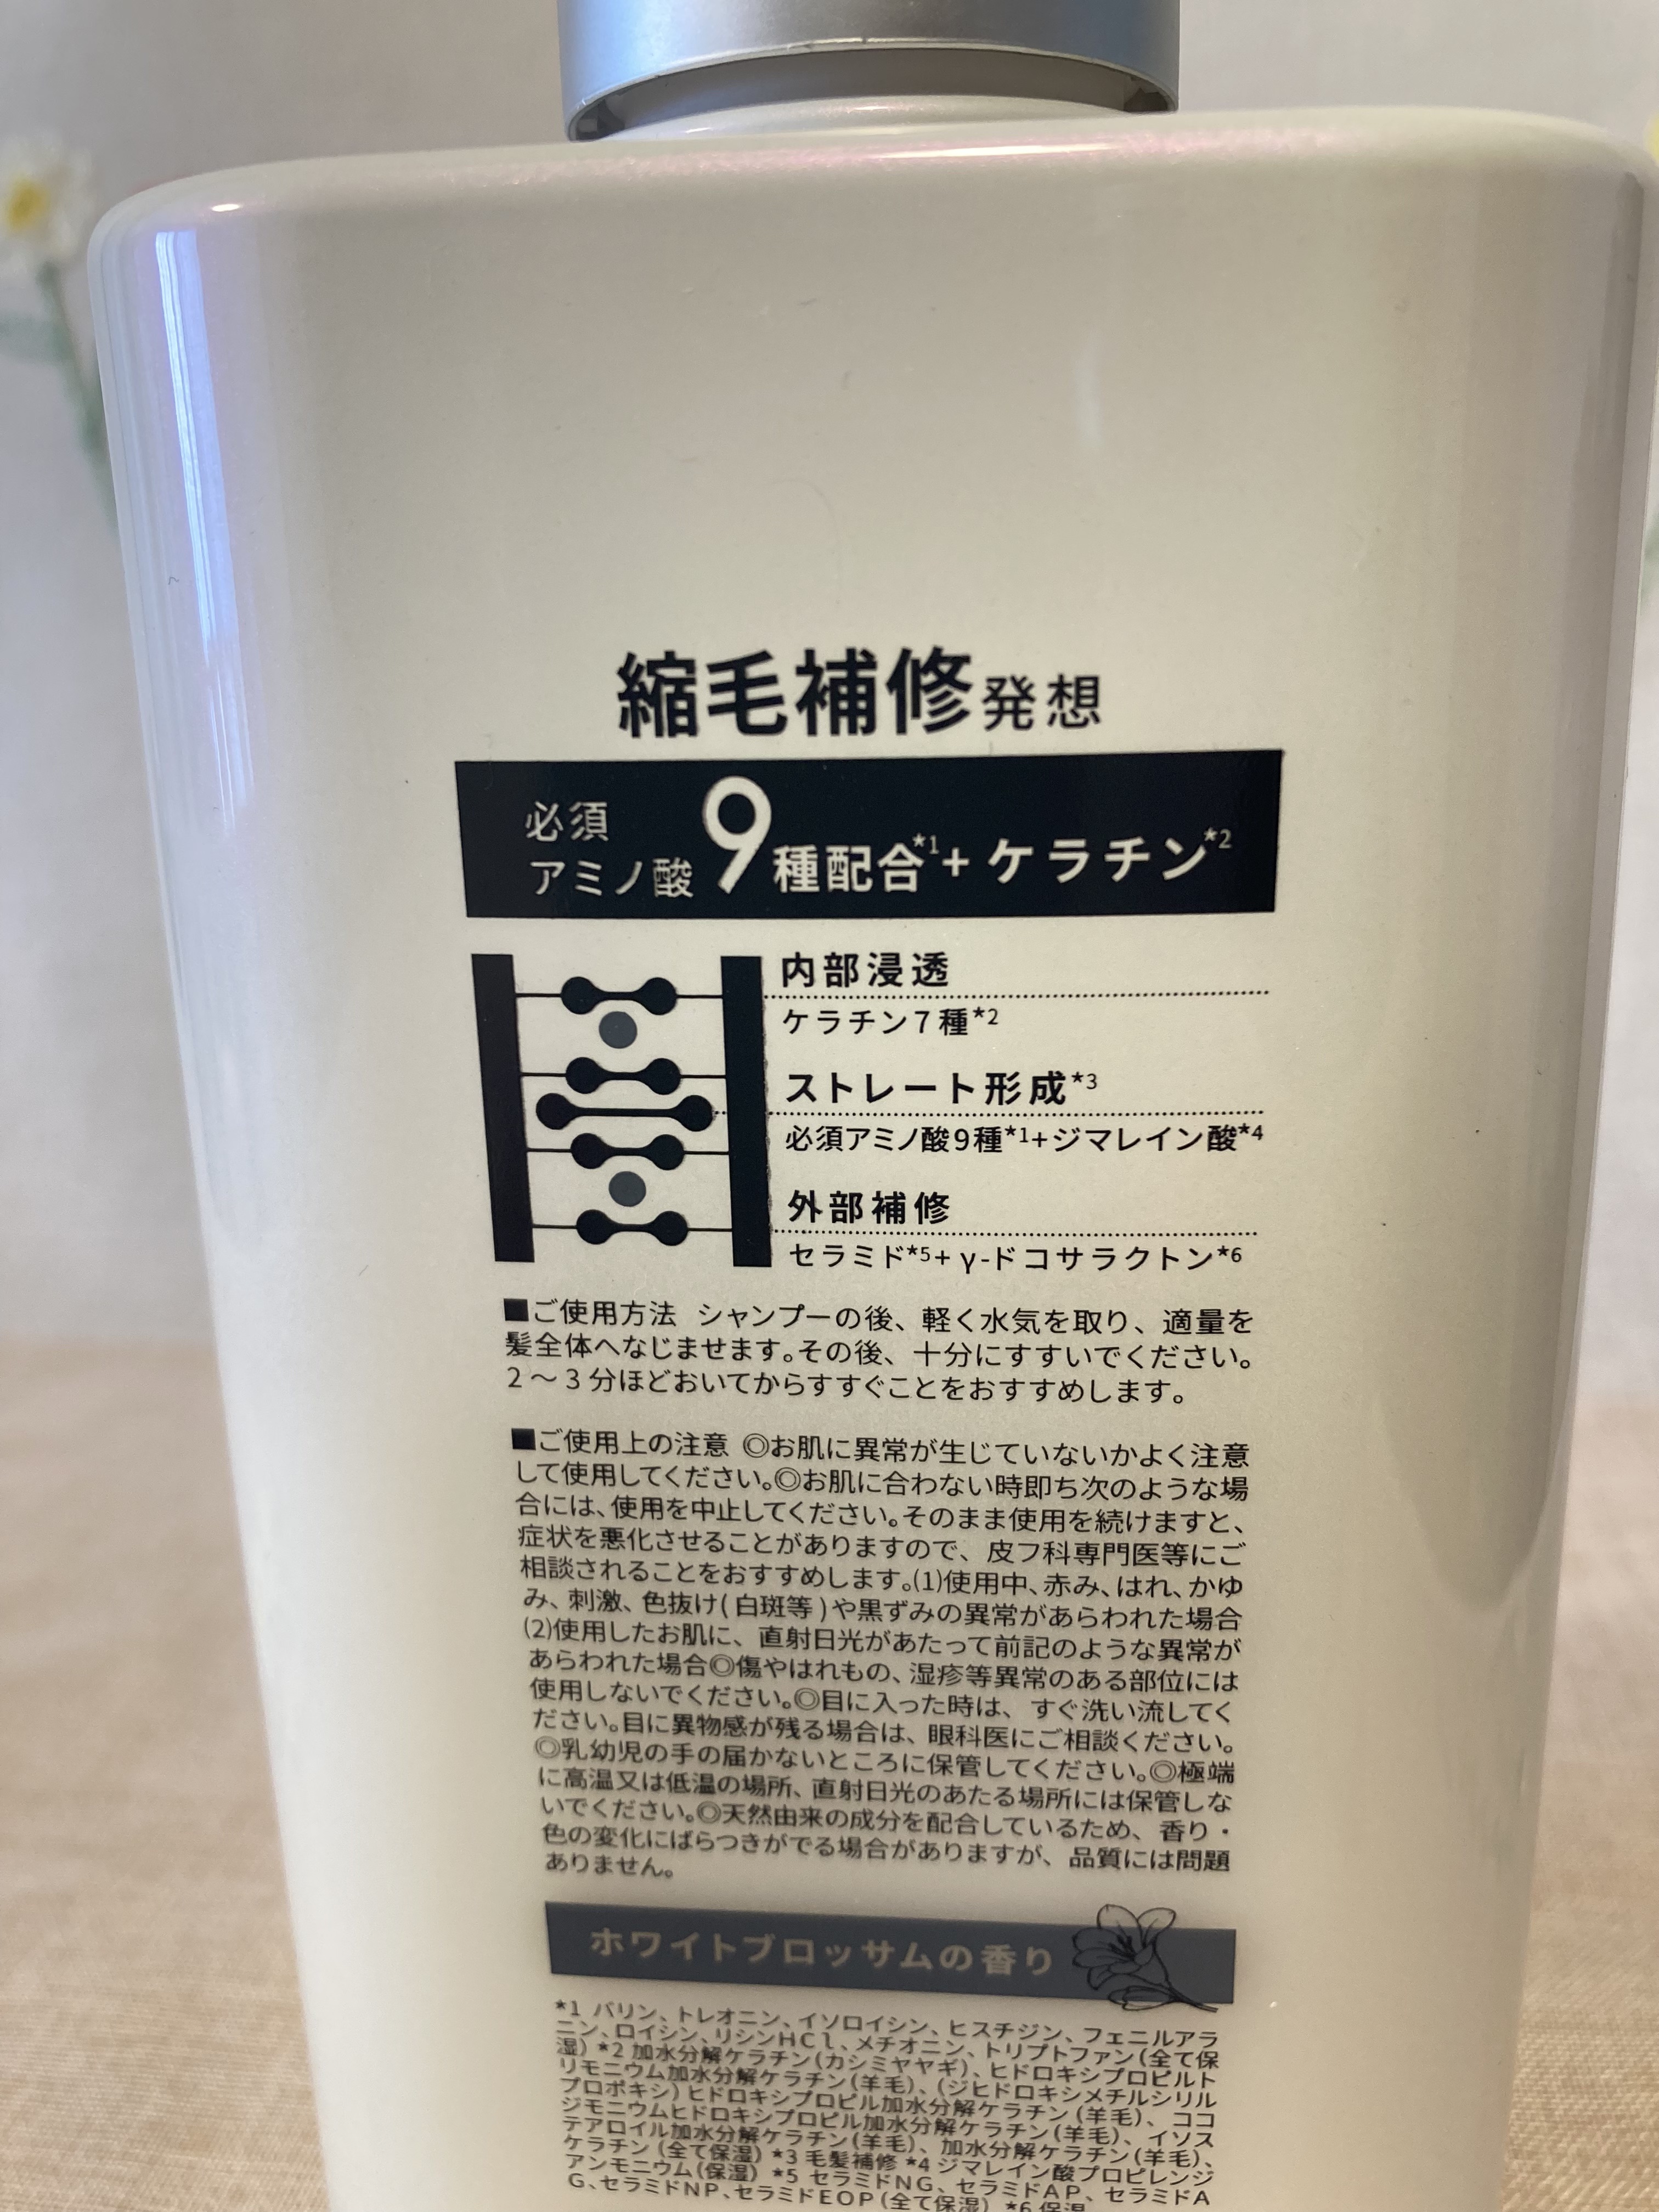 縮毛補修発想
必須
アミノ酸9種配合*1+ケラチン*2
内部浸透
ケラチン7種*2
ストレート形成*3
必須アミノ酸9種*1+ジマレイン酸*4
外部補修
セラミド*5+γ-ドコサラクトン*6
■ご使用方法 シャンプーの後、軽く水気を取り、適量を
髪全体へなじませます。その後、十分にすすいでください。
2～3分ほどおいてからすすぐことをおすすめします。
■ご使用上の注意 ◎お肌に異常が生じていないかよく注意
して使用してください。◎お肌に合わない時即ち次のような場
合には、使用を中止してください。そのまま使用を続けますと、
症状を悪化させることがありますので、皮フ科専門医等にご
相談されることをおすすめします。(1)使用中、赤み、はれ、かゆ
み、刺激、色抜け(白斑等)や黒ずみの異常があらわれた場合
(2)使用したお肌に、直射日光があたって前記のような異常が
あらわれた場合◎傷やはれもの、湿疹等異常のある部位には
使用しないでください。◎目に入った時は、すぐ洗い流してく
ださい。目に異物感が残る場合は、眼科医にご相談ください。
◎乳幼児の手の届かないところに保管してください。◎極端
に高温又は低温の場所、直射日光のあたる場所には保管しな
いでください。◎天然由来の成分を配合しているため、香り・
色の変化にばらつきがでる場合がありますが、品質には問題
ありません。
ホワイトブロッサムの香り
*1 バリン、トレオニン、イソロイシン、ヒスチジン、フェニルアラ
ニン、ロイシン、リシンHCl、メチオニン、トリプトファン(全て保
湿) *2 加水分解ケラチン(カシミヤヤギ)、ヒドロキシプロピルト
リモニウム加水分解ケラチン(羊毛)、(ジヒドロキシメチルシリル
プロポキシ)ヒドロキシプロピル加水分解ケラチン(羊毛)、ココ
ジモニウムヒドロキシプロピル加水分解ケラチン(羊毛)、イソス
テアロイル加水分解ケラチン(羊毛)、加水分解ケラチン(羊毛)、
ケラチン(全て保湿) *3 毛髪補修 *4 ジマレイン酸プロピレンジ
アンモニウム(保湿) *5 セラミドNG、セラミドAP、セラミドA
G、セラミドNP、セラミドEOP(全て保湿) *6 保湿